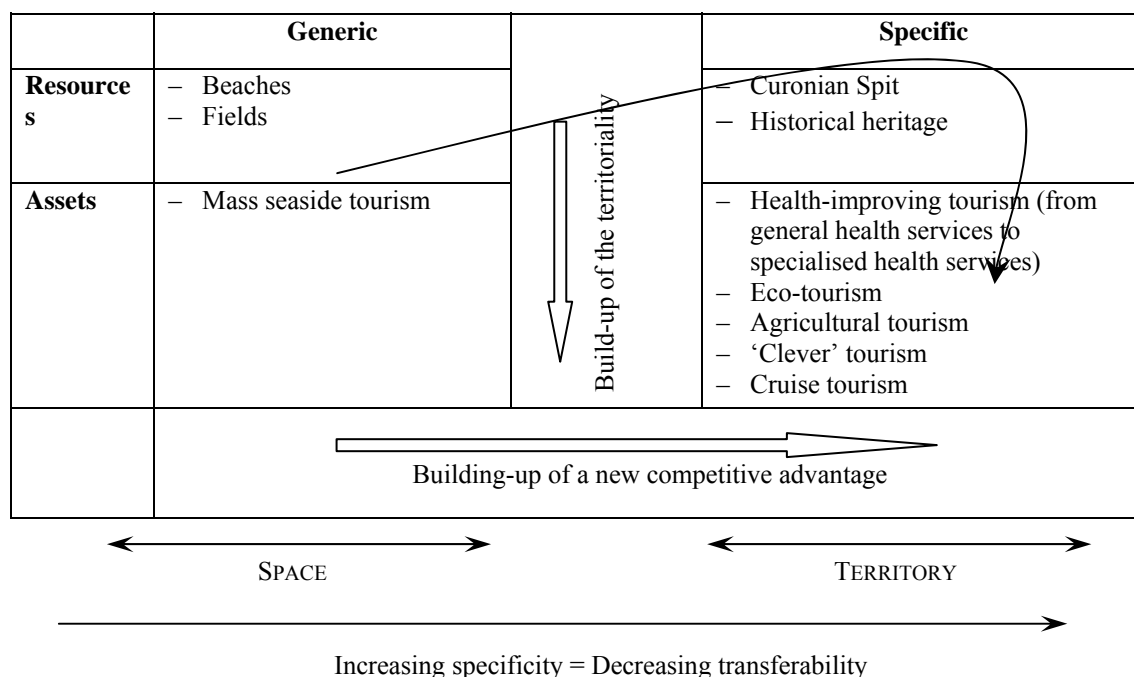 Generic
Specific
Resource
s
– Beaches
– Fields
Build-up of the territoriality
– Curonian Spit
– Historical heritage
Assets
– Mass seaside tourism
– Health-improving tourism (from
general health services to
specialised health services)
– Eco-tourism
– Agricultural tourism
– ‘Clever’ tourism
– Cruise tourism
Building-up of a new competitive advantage
SPACE
TERRITORY
Increasing specificity = Decreasing transferability